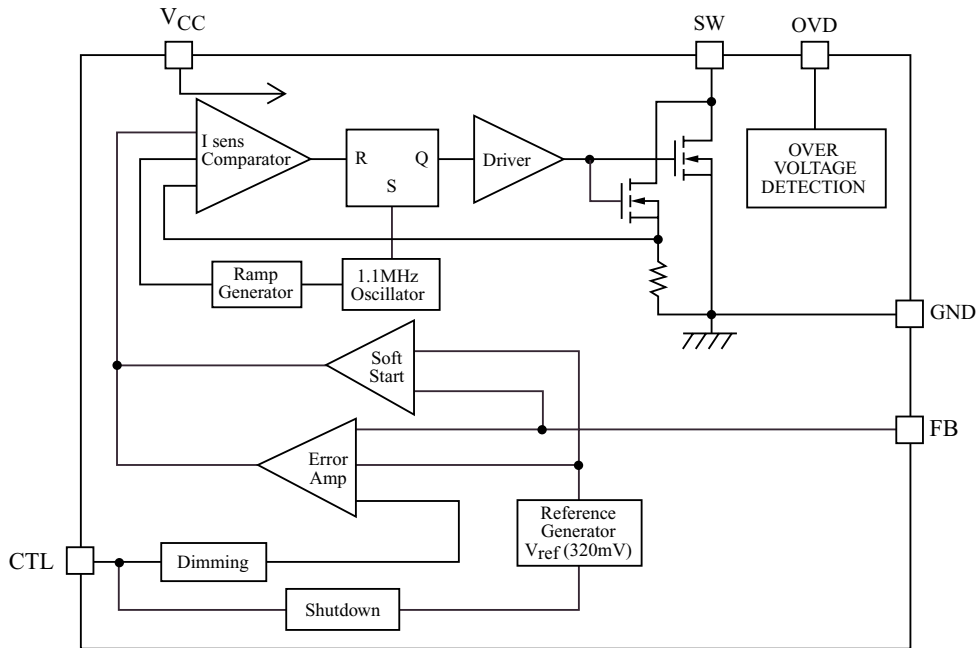 VCC
SW
OVD
I sens
Comparator
R
Q
S
Driver
OVER
VOLTAGE
DETECTION
Ramp
Generator
1.1MHz
Oscillator
GND
Soft
Start
FB
Error
Amp
Reference
Generator
Vref (320mV)
CTL
Dimming
Shutdown